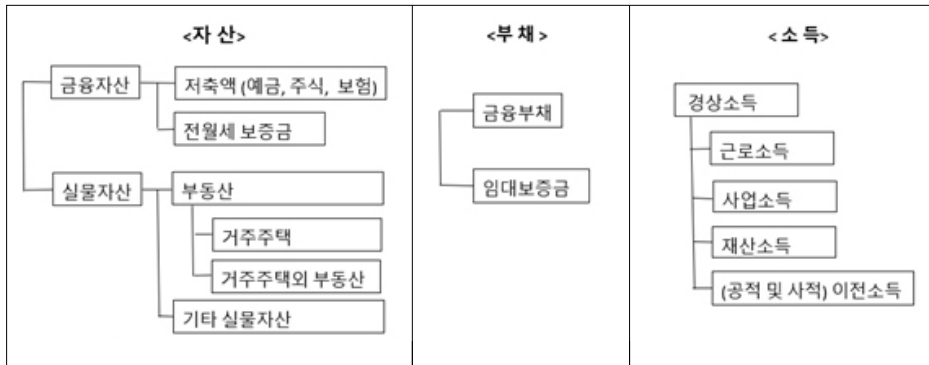 <자 산>
금융자산
저축액 (예금, 주식, 보험)
전월세 보증금
실물자산
부동산
거주주택
거주주택외 부동산
기타 실물자산
<부 채 >
금융부채
임대보증금
< 소 득>
경상소득
근로소득
사업소득
재산소득
(공적 및 사적) 이전소득